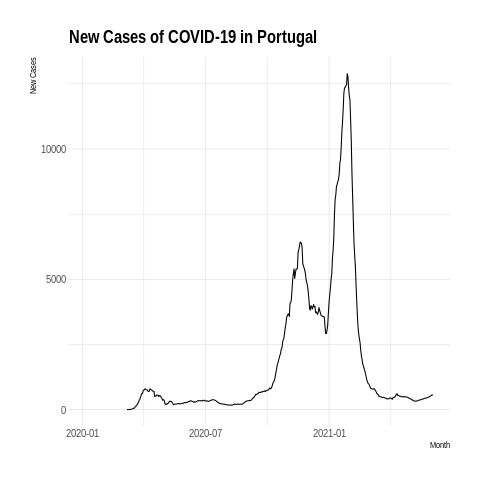 New Cases of COVID-19 in Portugal
New Cases
10000
5000
0
2020-01
2020-07
2021-01
Month